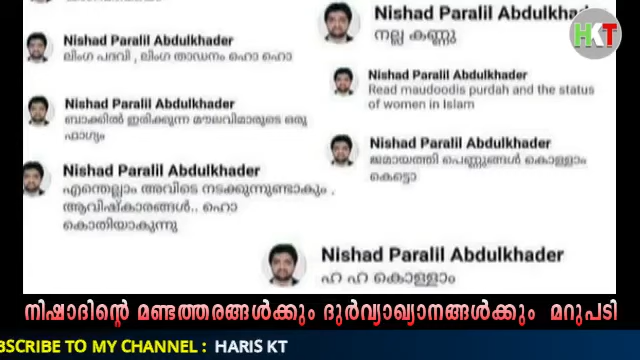 Nishad Paralil Abdulkhader
ലിംഗ പദവി , ലിംഗ താഡനം ഹൊ ഹൊ
Nishad Paralil Abdulkhader
ബാക്കിൽ ഇരിക്കുന്ന മൗലവിമാരുടെ ഒരു
ഫാഗ്യം
Nishad Paralil Abdulkhader
എന്തെല്ലാം അവിടെ നടക്കുന്നുണ്ടാകും .
ആവിഷ്കാരങ്ങൾ.. ഹൊ
കൊതിയാകുന്നു
Nishad Paralil Abdulkhader
നല്ല കണ്ണു
HKT
Nishad Paralil Abdulkhader
Read maudoodis purdah and the status
of women in Islam
Nishad Paralil Abdulkhader
ജമായത്തി പെണ്ണുങ്ങൾ കൊള്ളാം
കെട്ടൊ
Nishad Paralil Abdulkhader
ഹ ഹ കൊള്ളാം
നിഷാദിന്റെ മണ്ടത്തരങ്ങൾക്കും ദുർവ്യാഖ്യാനങ്ങൾക്കും മറുപടി
BSCRIBE TO MY CHANNEL : HARIS KT